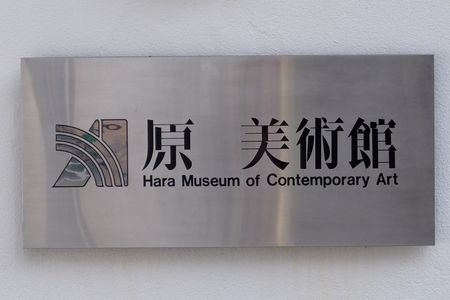 原 美術館
Hara Museum of Contemporary Art